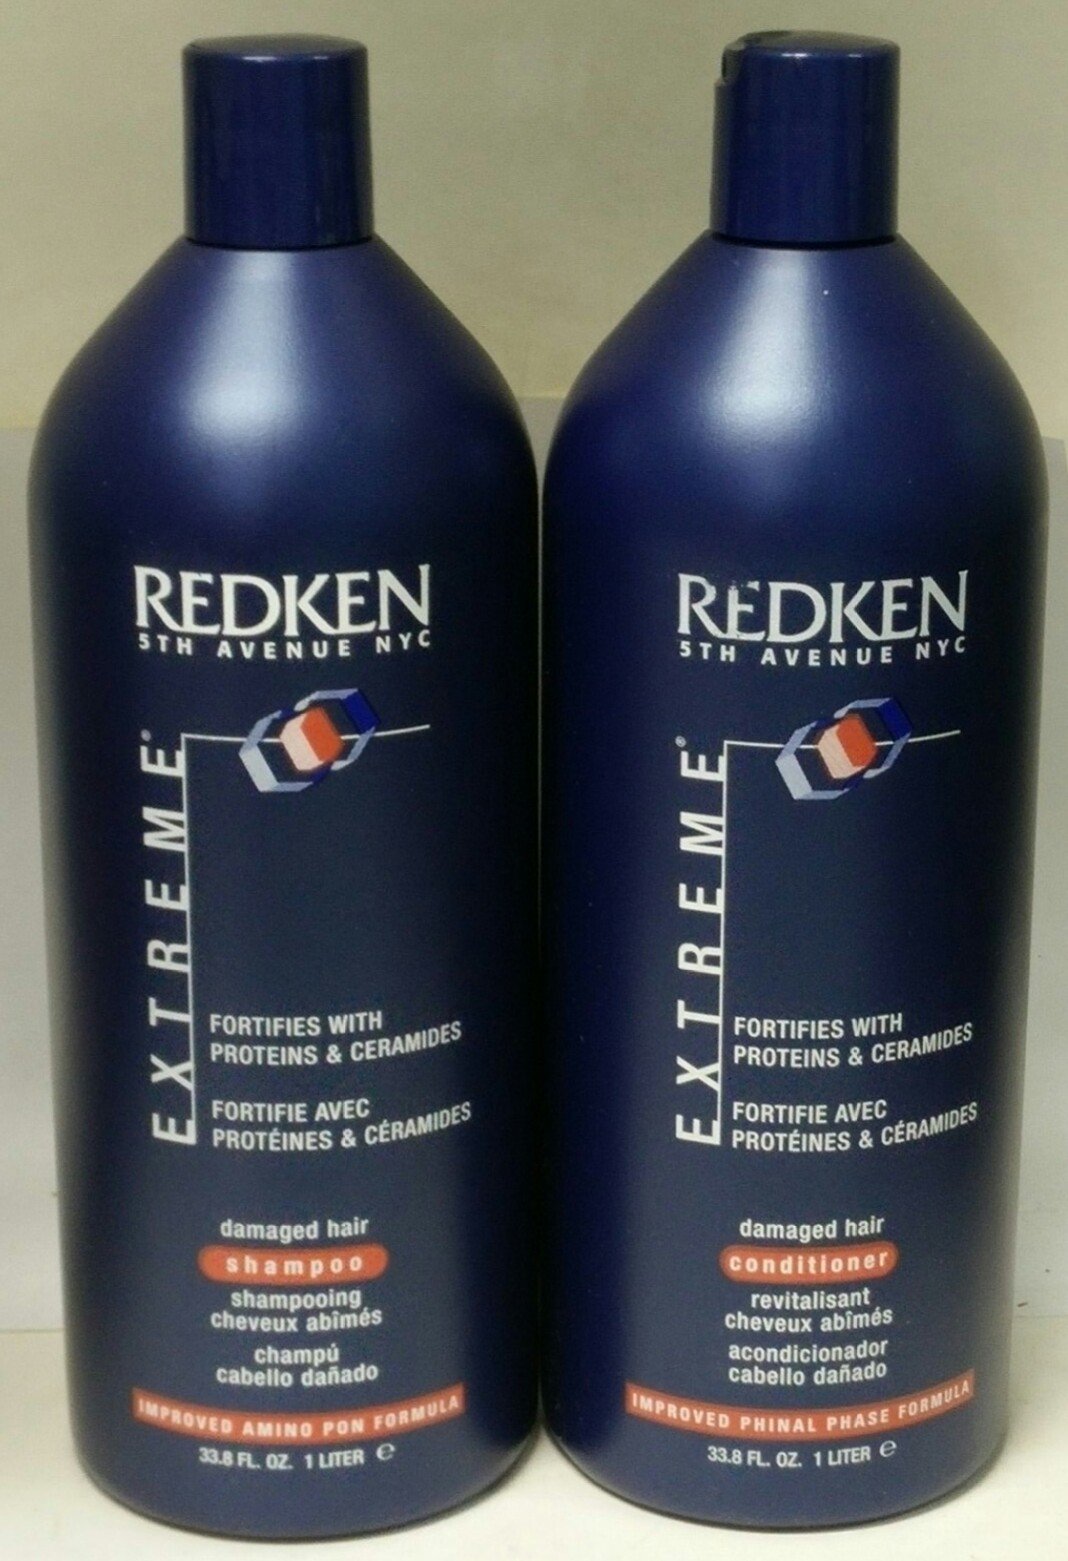 REDKEN
5TH AVENUE NYC
EXTREME®
FORTIFIES WITH
PROTEINS & CERAMIDES
FORTIFIE AVEC
PROTÉINES & CÉRAMIDES
damaged hair
shampoo
shampooing
cheveux abîmés
champú
cabello dañado
IMPROVED AMINO PON FORMULA
33.8 FL. OZ. 1 LITER ℮
REDKEN
5TH AVENUE NYC
EXTREME®
FORTIFIES WITH
PROTEINS & CERAMIDES
FORTIFIE AVEC
PROTÉINES & CÉRAMIDES
damaged hair
conditioner
revitalisant
cheveux abîmés
acondicionador
cabello dañado
IMPROVED PHINAL PHASE FORMULA
33.8 FL. OZ. 1 LITER ℮